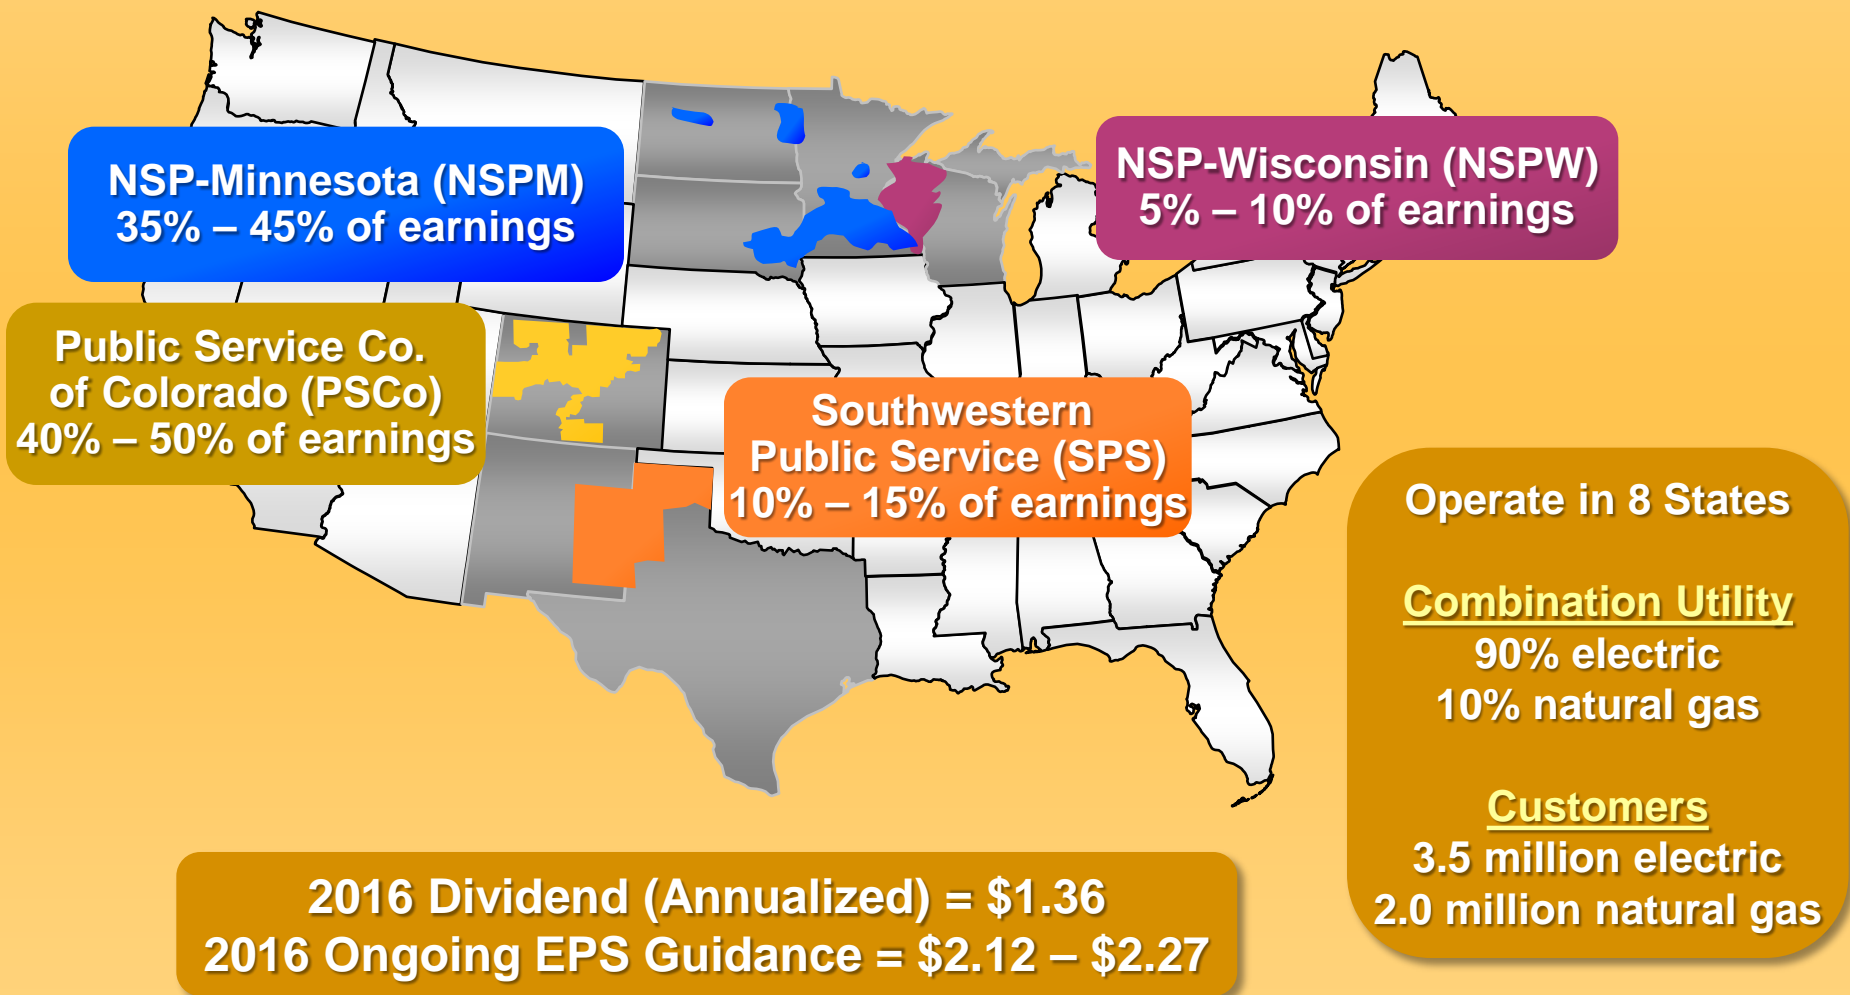 NSP-Minnesota (NSPM)
35% – 45% of earnings
NSP-Wisconsin (NSPW)
5% – 10% of earnings
Public Service Co.
of Colorado (PSCo)
40% – 50% of earnings
Southwestern
Public Service (SPS)
10% – 15% of earnings
Operate in 8 States
Combination Utility
90% electric
10% natural gas
Customers
3.5 million electric
2.0 million natural gas
2016 Dividend (Annualized) = $1.36
2016 Ongoing EPS Guidance = $2.12 – $2.27